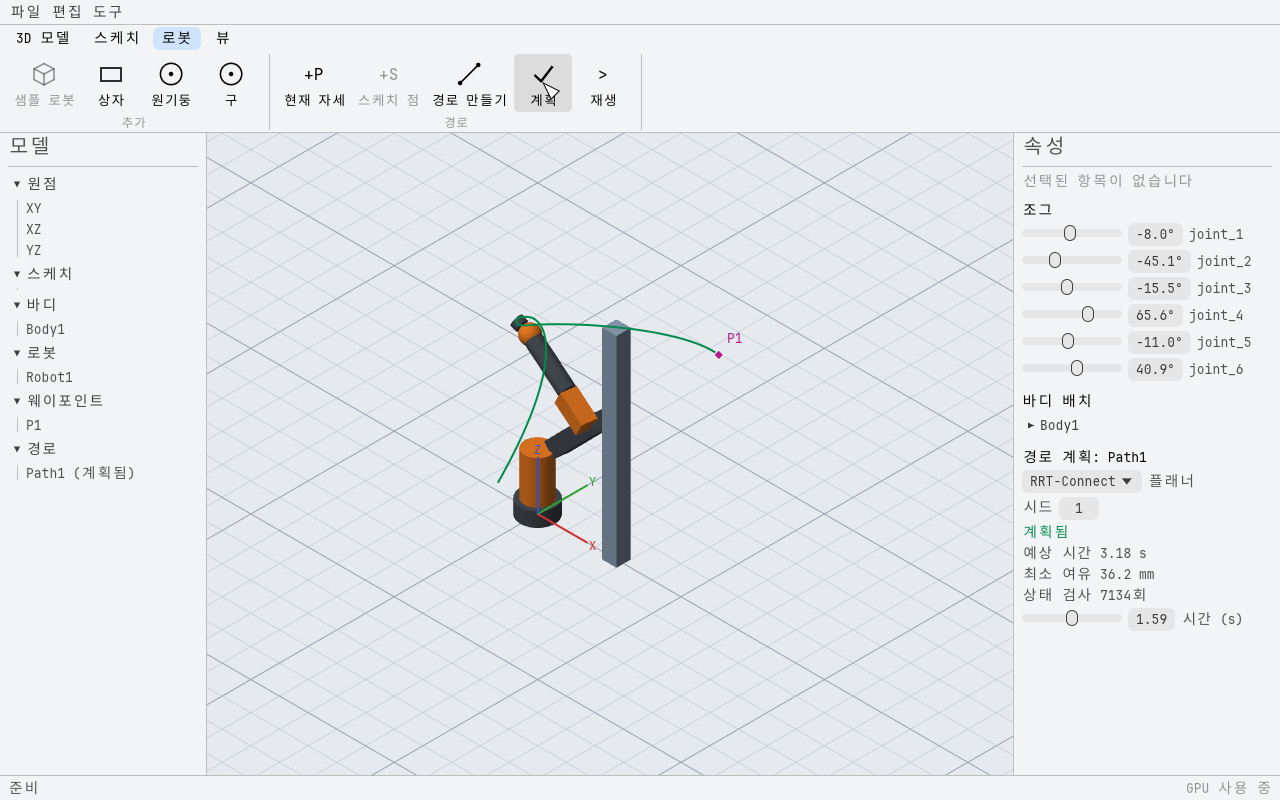 파일 편집 도구
3D 모델 스케치 로봇 뷰
샘플 로봇 상자 원기둥 구 +P 현재 자세 +S 스케치 점 경로 만들기 계획 > 재생
추가 경로
모델
▼ 원점
XY
XZ
YZ
▼ 스케치
▼ 바디
Body1
▼ 로봇
Robot1
▼ 웨이포인트
P1
▼ 경로
Path1 (계획됨)
P1
Z
Y
X
속성
선택된 항목이 없습니다
조그
-8.0° joint_1
-45.1° joint_2
-15.5° joint_3
65.6° joint_4
-11.0° joint_5
40.9° joint_6
바디 배치
▶ Body1
경로 계획: Path1
RRT-Connect ▼ 플래너
시드 1
계획됨
예상 시간 3.18 s
최소 여유 36.2 mm
상태 검사 7134회
1.59 시간 (s)
준비
GPU 사용 중